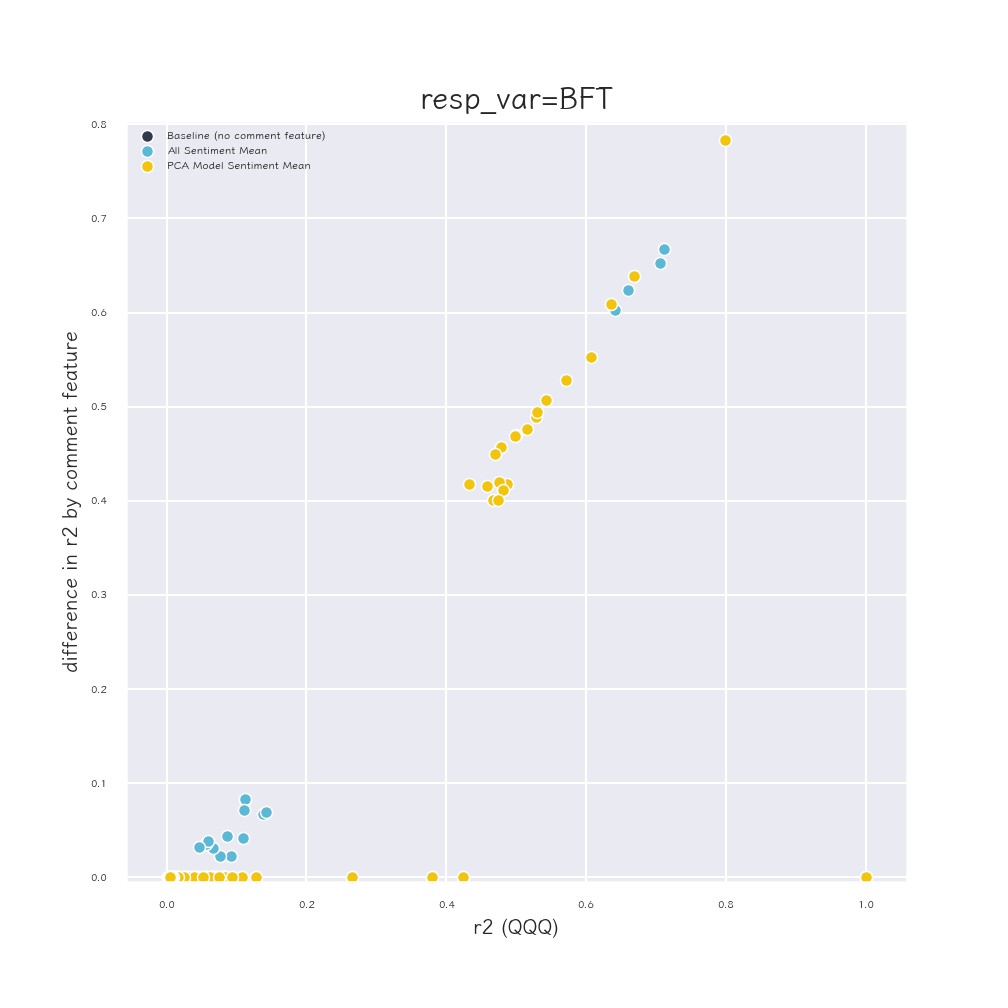 resp_var=BFT
Baseline (no comment feature)
All Sentiment Mean
PCA Model Sentiment Mean
difference in r2 by comment feature
0.8
0.7
0.6
0.5
0.4
0.3
0.2
0.1
0.0
0.0 0.2 0.4 0.6 0.8 1.0
r2 (QQQ)